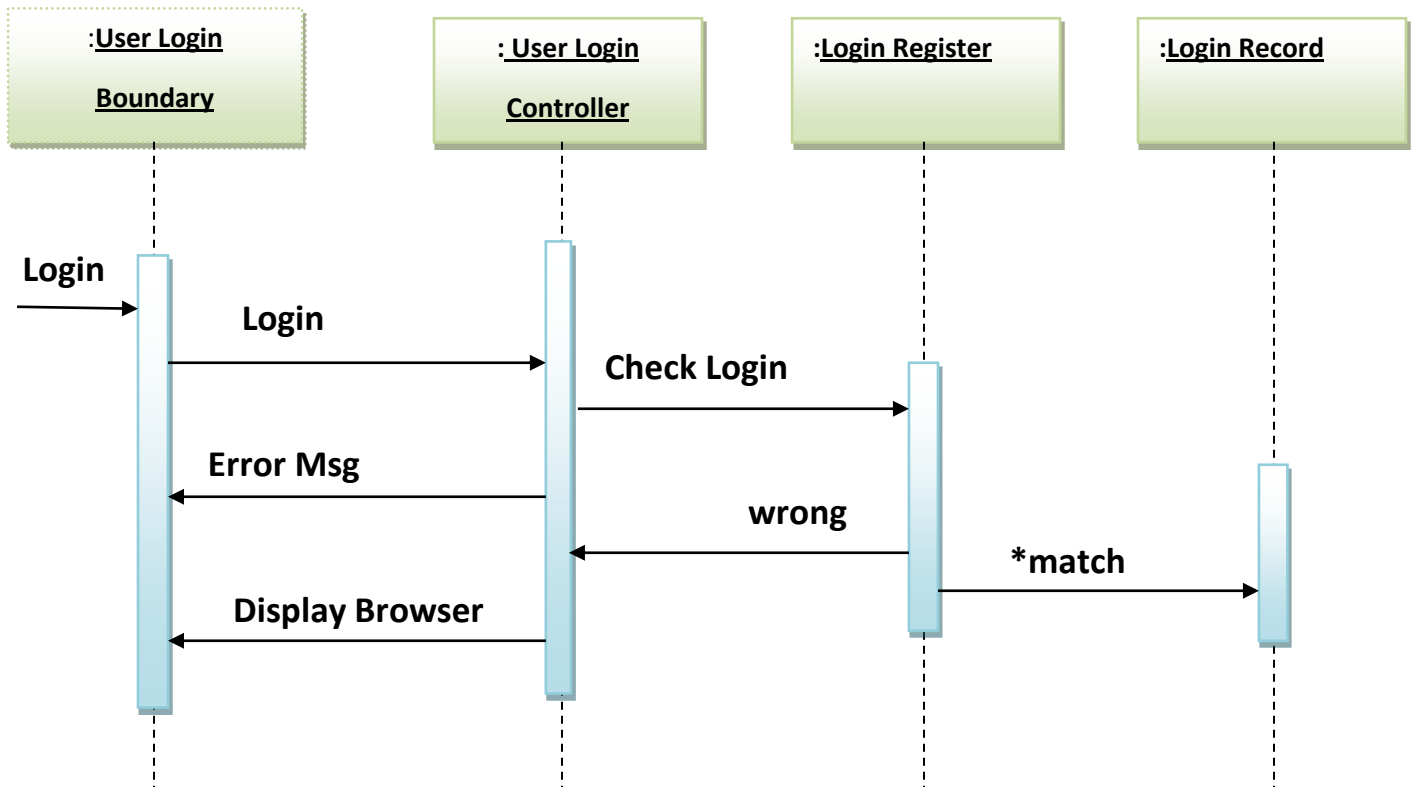 :User Login
Boundary
: User Login
Controller
:Login Register
:Login Record
Login
Login
Check Login
Error Msg
wrong
*match
Display Browser